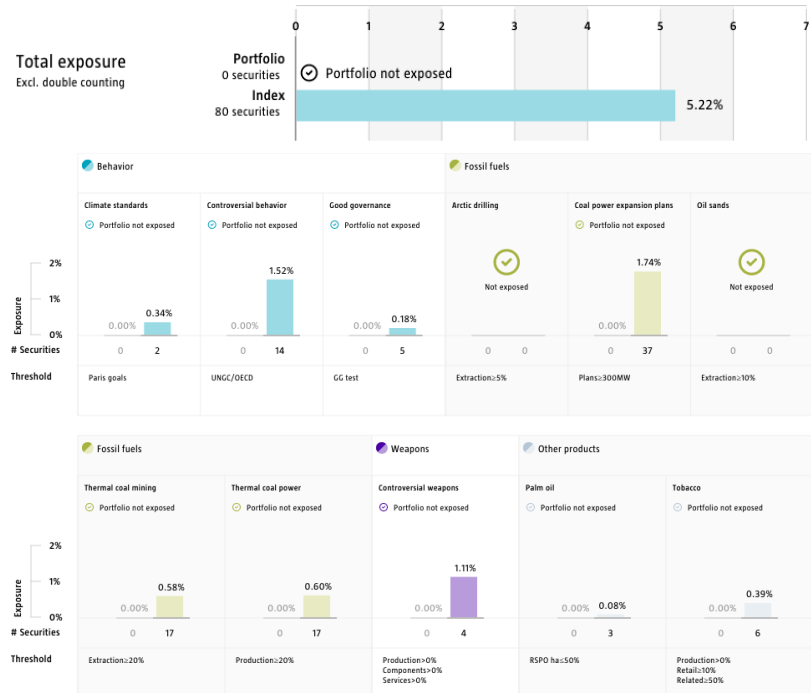 0 1 2 3 4 5 6 7
Total exposure
Excl. double counting
Portfolio
0 securities
Portfolio not exposed
Index
80 securities
5.22%
Behavior
Fossil fuels
Climate standards
Controversial behavior
Good governance
Arctic drilling
Coal power expansion plans
Oil sands
Portfolio not exposed
Portfolio not exposed
Portfolio not exposed
Portfolio not exposed
Not exposed
Not exposed
Exposure
2%
1%
0%
0.00% 0.34%
0.00% 1.52%
0.00% 0.18%
0.00% 1.74%
# Securities 0 2 0 14 0 5 0 0 0 37 0 0
Threshold
Paris goals
UNGC/OECD
GG test
Extraction≥5%
Plans≥300MW
Extraction≥10%
Fossil fuels
Weapons
Other products
Thermal coal mining
Thermal coal power
Controversial weapons
Palm oil
Tobacco
Portfolio not exposed
Portfolio not exposed
Portfolio not exposed
Portfolio not exposed
Portfolio not exposed
Exposure
2%
1%
0%
0.00% 0.58%
0.00% 0.60%
0.00% 1.11%
0.00% 0.08%
0.00% 0.39%
# Securities 0 17 0 17 0 4 0 3 0 6
Threshold
Extraction≥20%
Production≥20%
Production>0%
Components>0%
Services>0%
RSPO ha≤50%
Production>0%
Retail≥10%
Related≥50%